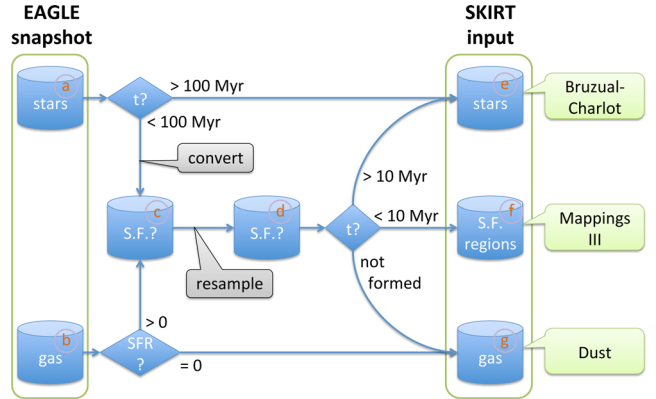 EAGLE
snapshot
SKIRT
input
a
stars
t?
> 100 Myr
< 100 Myr
convert
e
stars
Bruzual-
Charlot
> 10 Myr
c
S.F.?
d
S.F.?
resample
t?
< 10 Myr
f
S.F.
regions
Mappings
III
not
formed
> 0
b
gas
SFR
?
= 0
g
gas
Dust